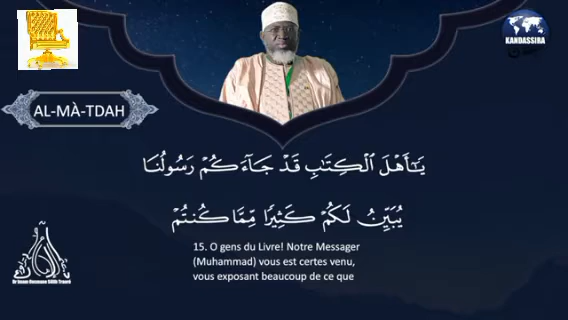 KANDASSIRA
AL-MÀ-TDAH
يَٰٓأَهْلَ ٱلْكِتَٰبِ قَدْ جَآءَكُمْ رَسُولُنَا
يُبَيِّنُ لَكُمْ كَثِيرًا مِّمَّا كُنتُمْ
15. O gens du Livre! Notre Messager
(Muhammad) vous est certes venu,
vous exposant beaucoup de ce que